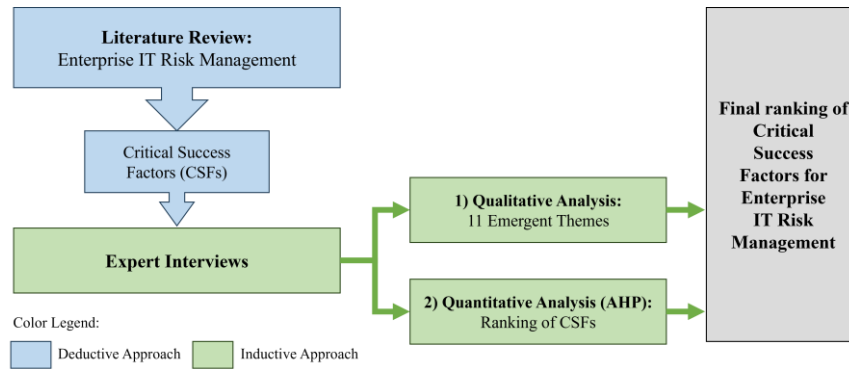 Literature Review:
Enterprise IT Risk Management
Critical Success
Factors (CSFs)
Expert Interviews
1) Qualitative Analysis:
11 Emergent Themes
2) Quantitative Analysis (AHP):
Ranking of CSFs
Final ranking of
Critical
Success
Factors for
Enterprise
IT Risk
Management
Color Legend:
Deductive Approach
Inductive Approach